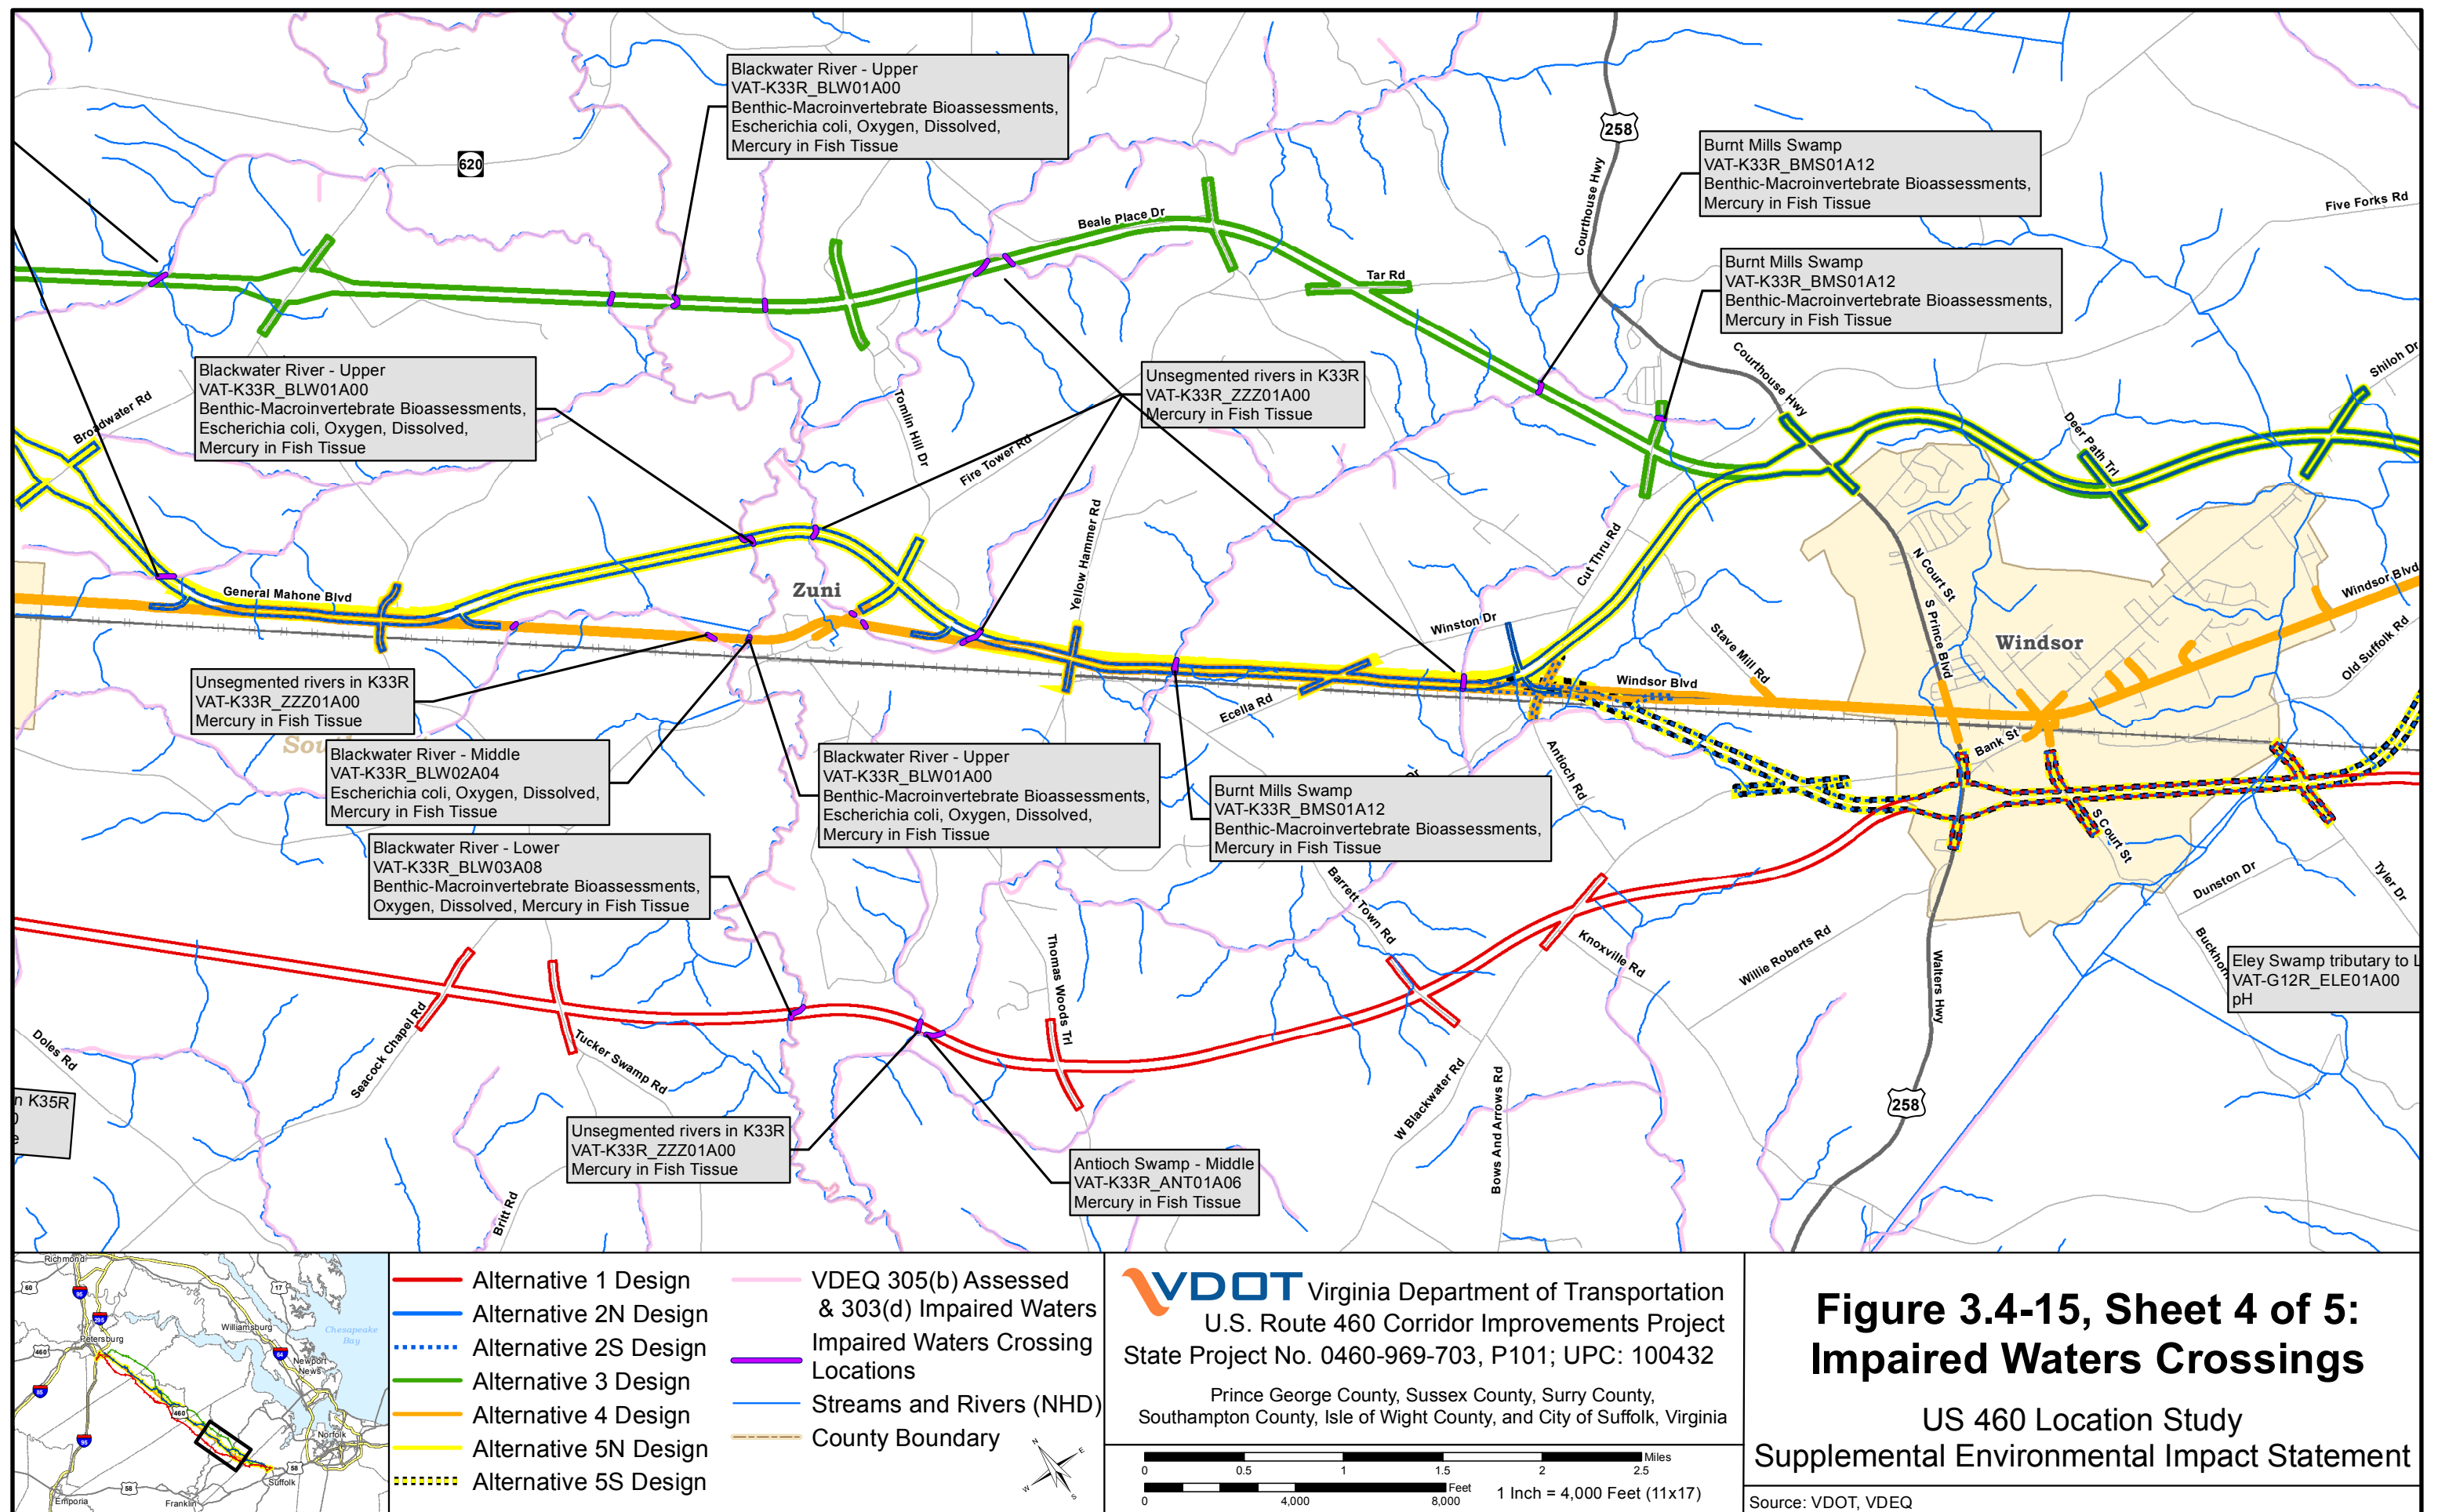 Blackwater River - Upper
VAT-K33R_BLW01A00
Benthic-Macroinvertebrate Bioassessments,
Escherichia coli, Oxygen, Dissolved,
Mercury in Fish Tissue
258
620
Courthouse Hwy
Burnt Mills Swamp
VAT-K33R_BMS01A12
Benthic-Macroinvertebrate Bioassessments,
Mercury in Fish Tissue
Five Forks Rd
Beale Place Dr
Tar Rd
Burnt Mills Swamp
VAT-K33R_BMS01A12
Benthic-Macroinvertebrate Bioassessments,
Mercury in Fish Tissue
Courthouse Hwy
Shiloh Dr
Blackwater River - Upper
VAT-K33R_BLW01A00
Benthic-Macroinvertebrate Bioassessments,
Escherichia coli, Oxygen, Dissolved,
Mercury in Fish Tissue
Unsegmented rivers in K33R
VAT-K33R_ZZZ01A00
Mercury in Fish Tissue
Broadwater Rd
Tomlin Hill Dr
Fire Tower Rd
Deer Path Trl
Yellow Hammer Rd
Cut Thru Rd
General Mahone Blvd
Zuni
Winston Dr
Stave Mill Rd
N Court St
S Prince Blvd
Windsor
Windsor Blvd
Old Suffolk Rd
Windsor Blvd
Ecella Rd
Bank St
Antioch Rd
Unsegmented rivers in K33R
VAT-K33R_ZZZ01A00
Mercury in Fish Tissue
Sou
Blackwater River - Middle
VAT-K33R_BLW02A04
Escherichia coli, Oxygen, Dissolved,
Mercury in Fish Tissue
Blackwater River - Upper
VAT-K33R_BLW01A00
Benthic-Macroinvertebrate Bioassessments,
Escherichia coli, Oxygen, Dissolved,
Mercury in Fish Tissue
Dr
Burnt Mills Swamp
VAT-K33R_BMS01A12
Benthic-Macroinvertebrate Bioassessments,
Mercury in Fish Tissue
S Court St
Blackwater River - Lower
VAT-K33R_BLW03A08
Benthic-Macroinvertebrate Bioassessments,
Oxygen, Dissolved, Mercury in Fish Tissue
Barrett Town Rd
Dunston Dr
Tyler Dr
Thomas Woods Trl
Knoxville Rd
Willie Roberts Rd
Walters Hwy
Buckhor
Eley Swamp tributary to L
VAT-G12R_ELE01A00
pH
Doles Rd
Seacock Chapel Rd
Tucker Swamp Rd
W Blackwater Rd
Bows And Arrows Rd
258
n K35R
0
e
Unsegmented rivers in K33R
VAT-K33R_ZZZ01A00
Mercury in Fish Tissue
Antioch Swamp - Middle
VAT-K33R_ANT01A06
Mercury in Fish Tissue
Britt Rd
Richmond
60
95
17
295
Williamsburg
Chesapeake
Bay
Petersburg
460
64
Newport
News
85
460
95
Norfolk
58
Suffolk
58
Emporia
Franklin
Alternative 1 Design
Alternative 2N Design
Alternative 2S Design
Alternative 3 Design
Alternative 4 Design
Alternative 5N Design
Alternative 5S Design
VDEQ 305(b) Assessed
& 303(d) Impaired Waters
Impaired Waters Crossing
Locations
Streams and Rivers (NHD)
County Boundary
N
E
W
S
VDOT Virginia Department of Transportation
U.S. Route 460 Corridor Improvements Project
State Project No. 0460-969-703, P101; UPC: 100432
Prince George County, Sussex County, Surry County,
Southampton County, Isle of Wight County, and City of Suffolk, Virginia
Miles
0 0.5 1 1.5 2 2.5
Feet
0 4,000 8,000
1 Inch = 4,000 Feet (11x17)
Figure 3.4-15, Sheet 4 of 5:
Impaired Waters Crossings
US 460 Location Study
Supplemental Environmental Impact Statement
Source: VDOT, VDEQ